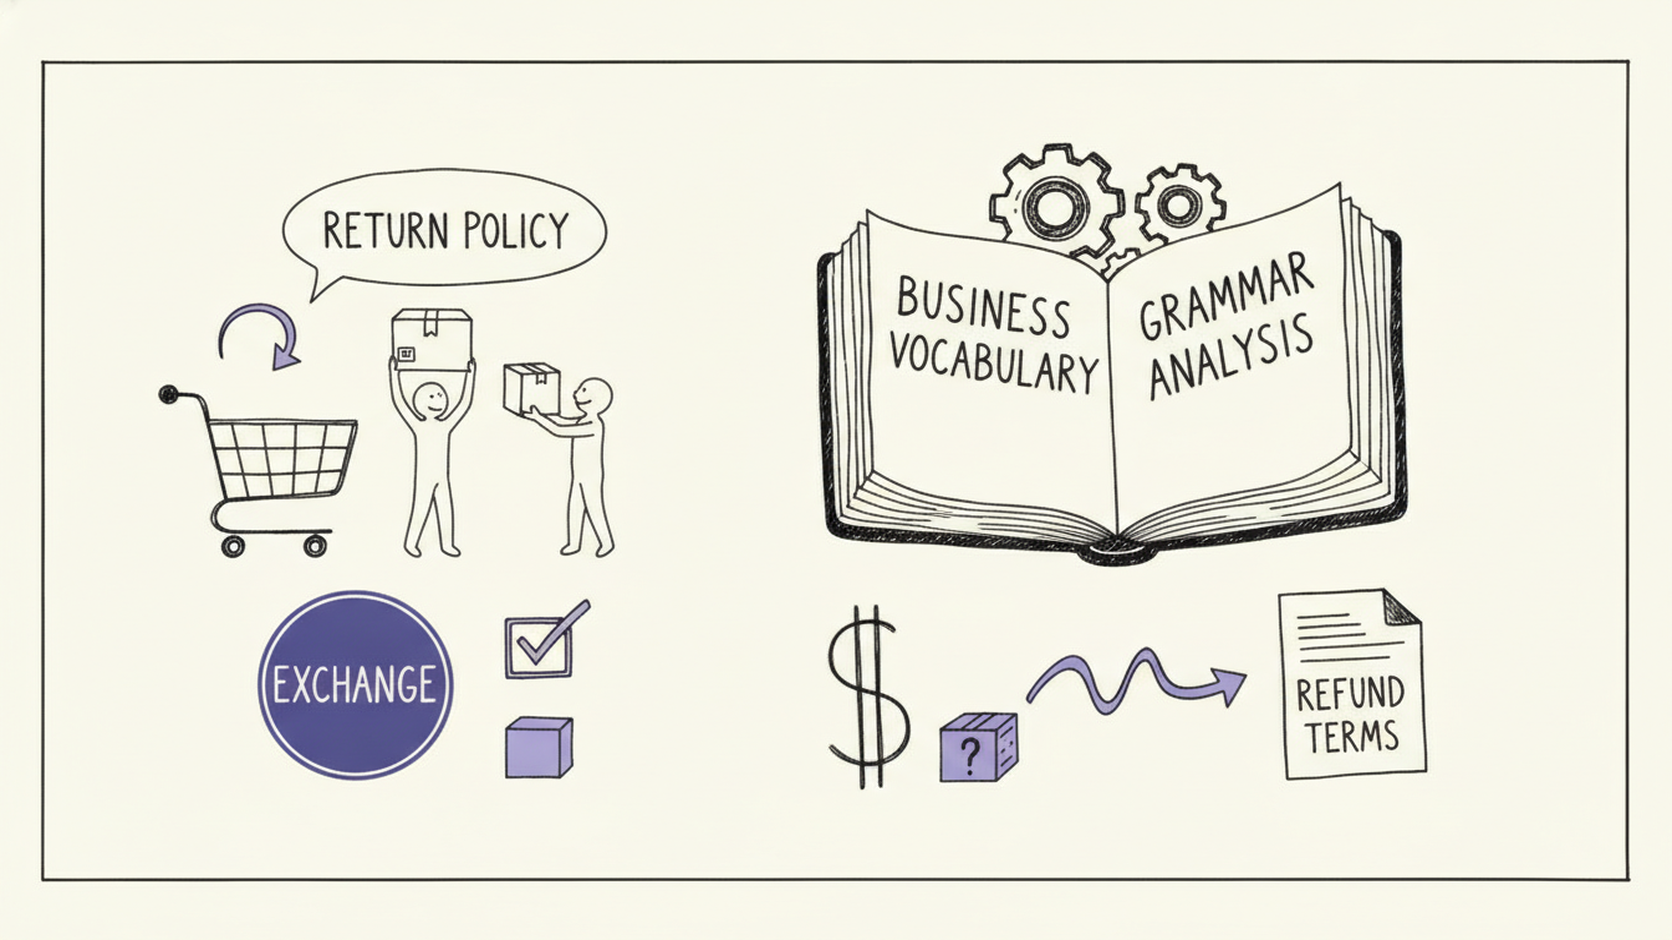 RETURN POLICY
EXCHANGE
BUSINESS
VOCABULARY
GRAMMAR
ANALYSIS
?
REFUND
TERMS